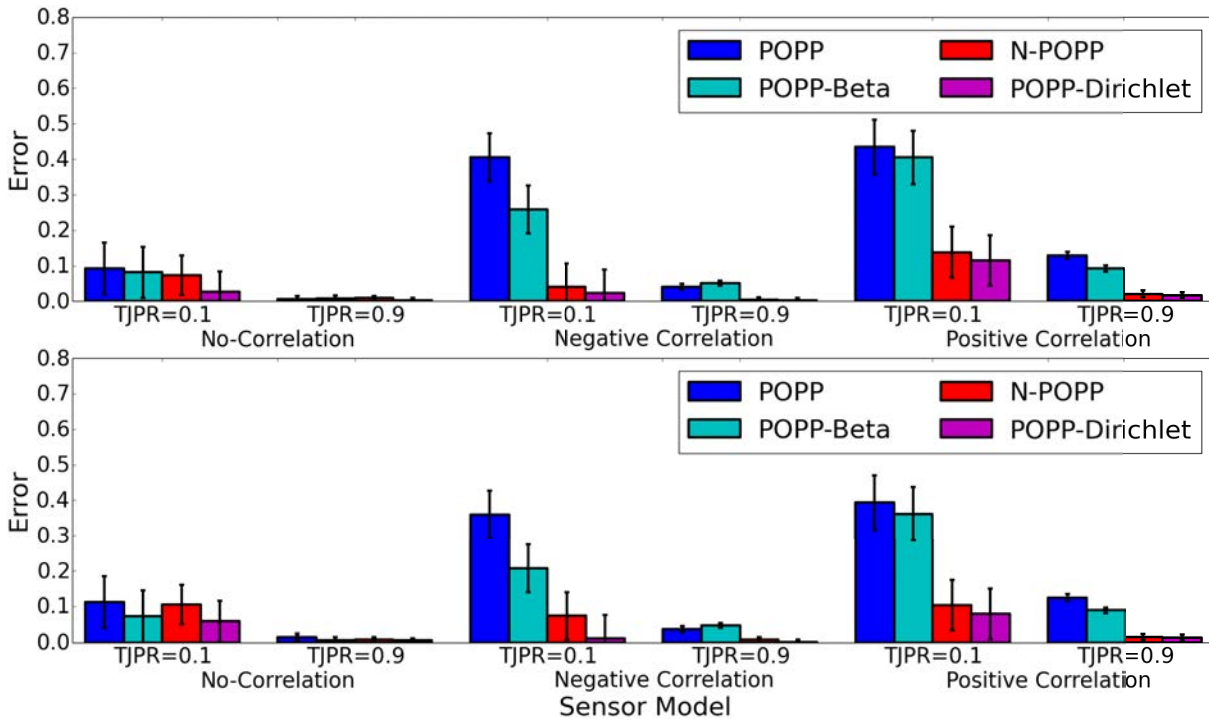 0.8
0.7
0.6
0.5
0.4
0.3
0.2
0.1
0.0
Error
POPP N-POPP
POPP-Beta POPP-Dirichlet
TJPR=0.1 TJPR=0.9 TJPR=0.1 TJPR=0.9 TJPR=0.1 TJPR=0.9
No-Correlation Negative Correlation Positive Correlation
0.8
0.7
0.6
0.5
0.4
0.3
0.2
0.1
0.0
Error
POPP N-POPP
POPP-Beta POPP-Dirichlet
TJPR=0.1 TJPR=0.9 TJPR=0.1 TJPR=0.9 TJPR=0.1 TJPR=0.9
No-Correlation Negative Correlation Positive Correlation
Sensor Model